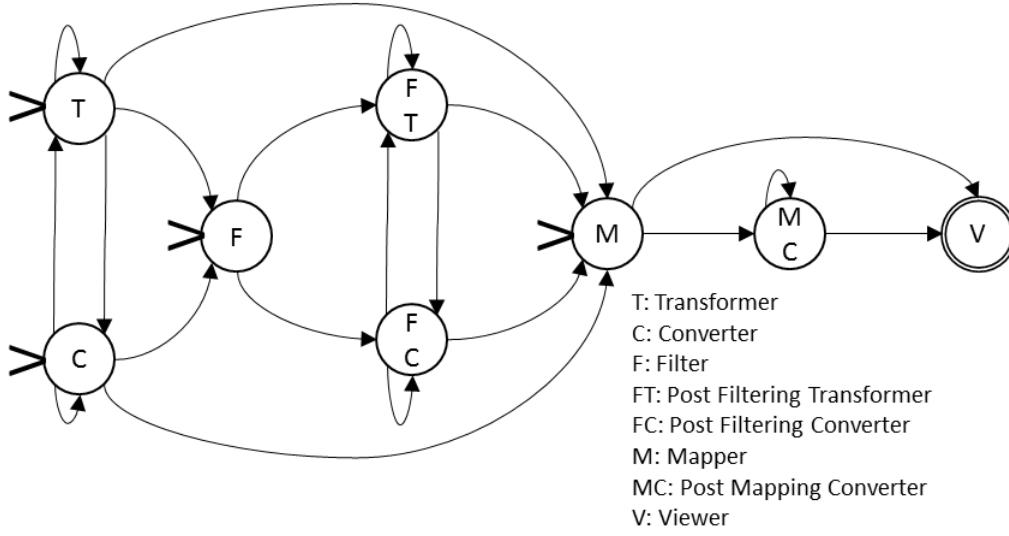 T
F
T
F
M
M
C
V
C
F
C
T: Transformer
C: Converter
F: Filter
FT: Post Filtering Transformer
FC: Post Filtering Converter
M: Mapper
MC: Post Mapping Converter
V: Viewer